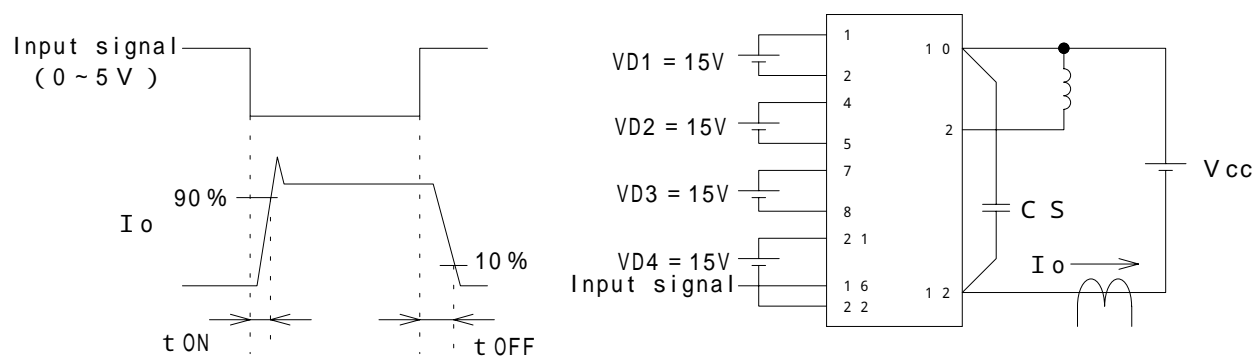 Input signal
(0~5V)
90%
Io
10%
tON
tOFF
VD1=15V
VD2=15V
VD3=15V
VD4=15V
Input signal
1
2
4
5
7
8
21
16
22
10
2
12
CS
Vcc
Io